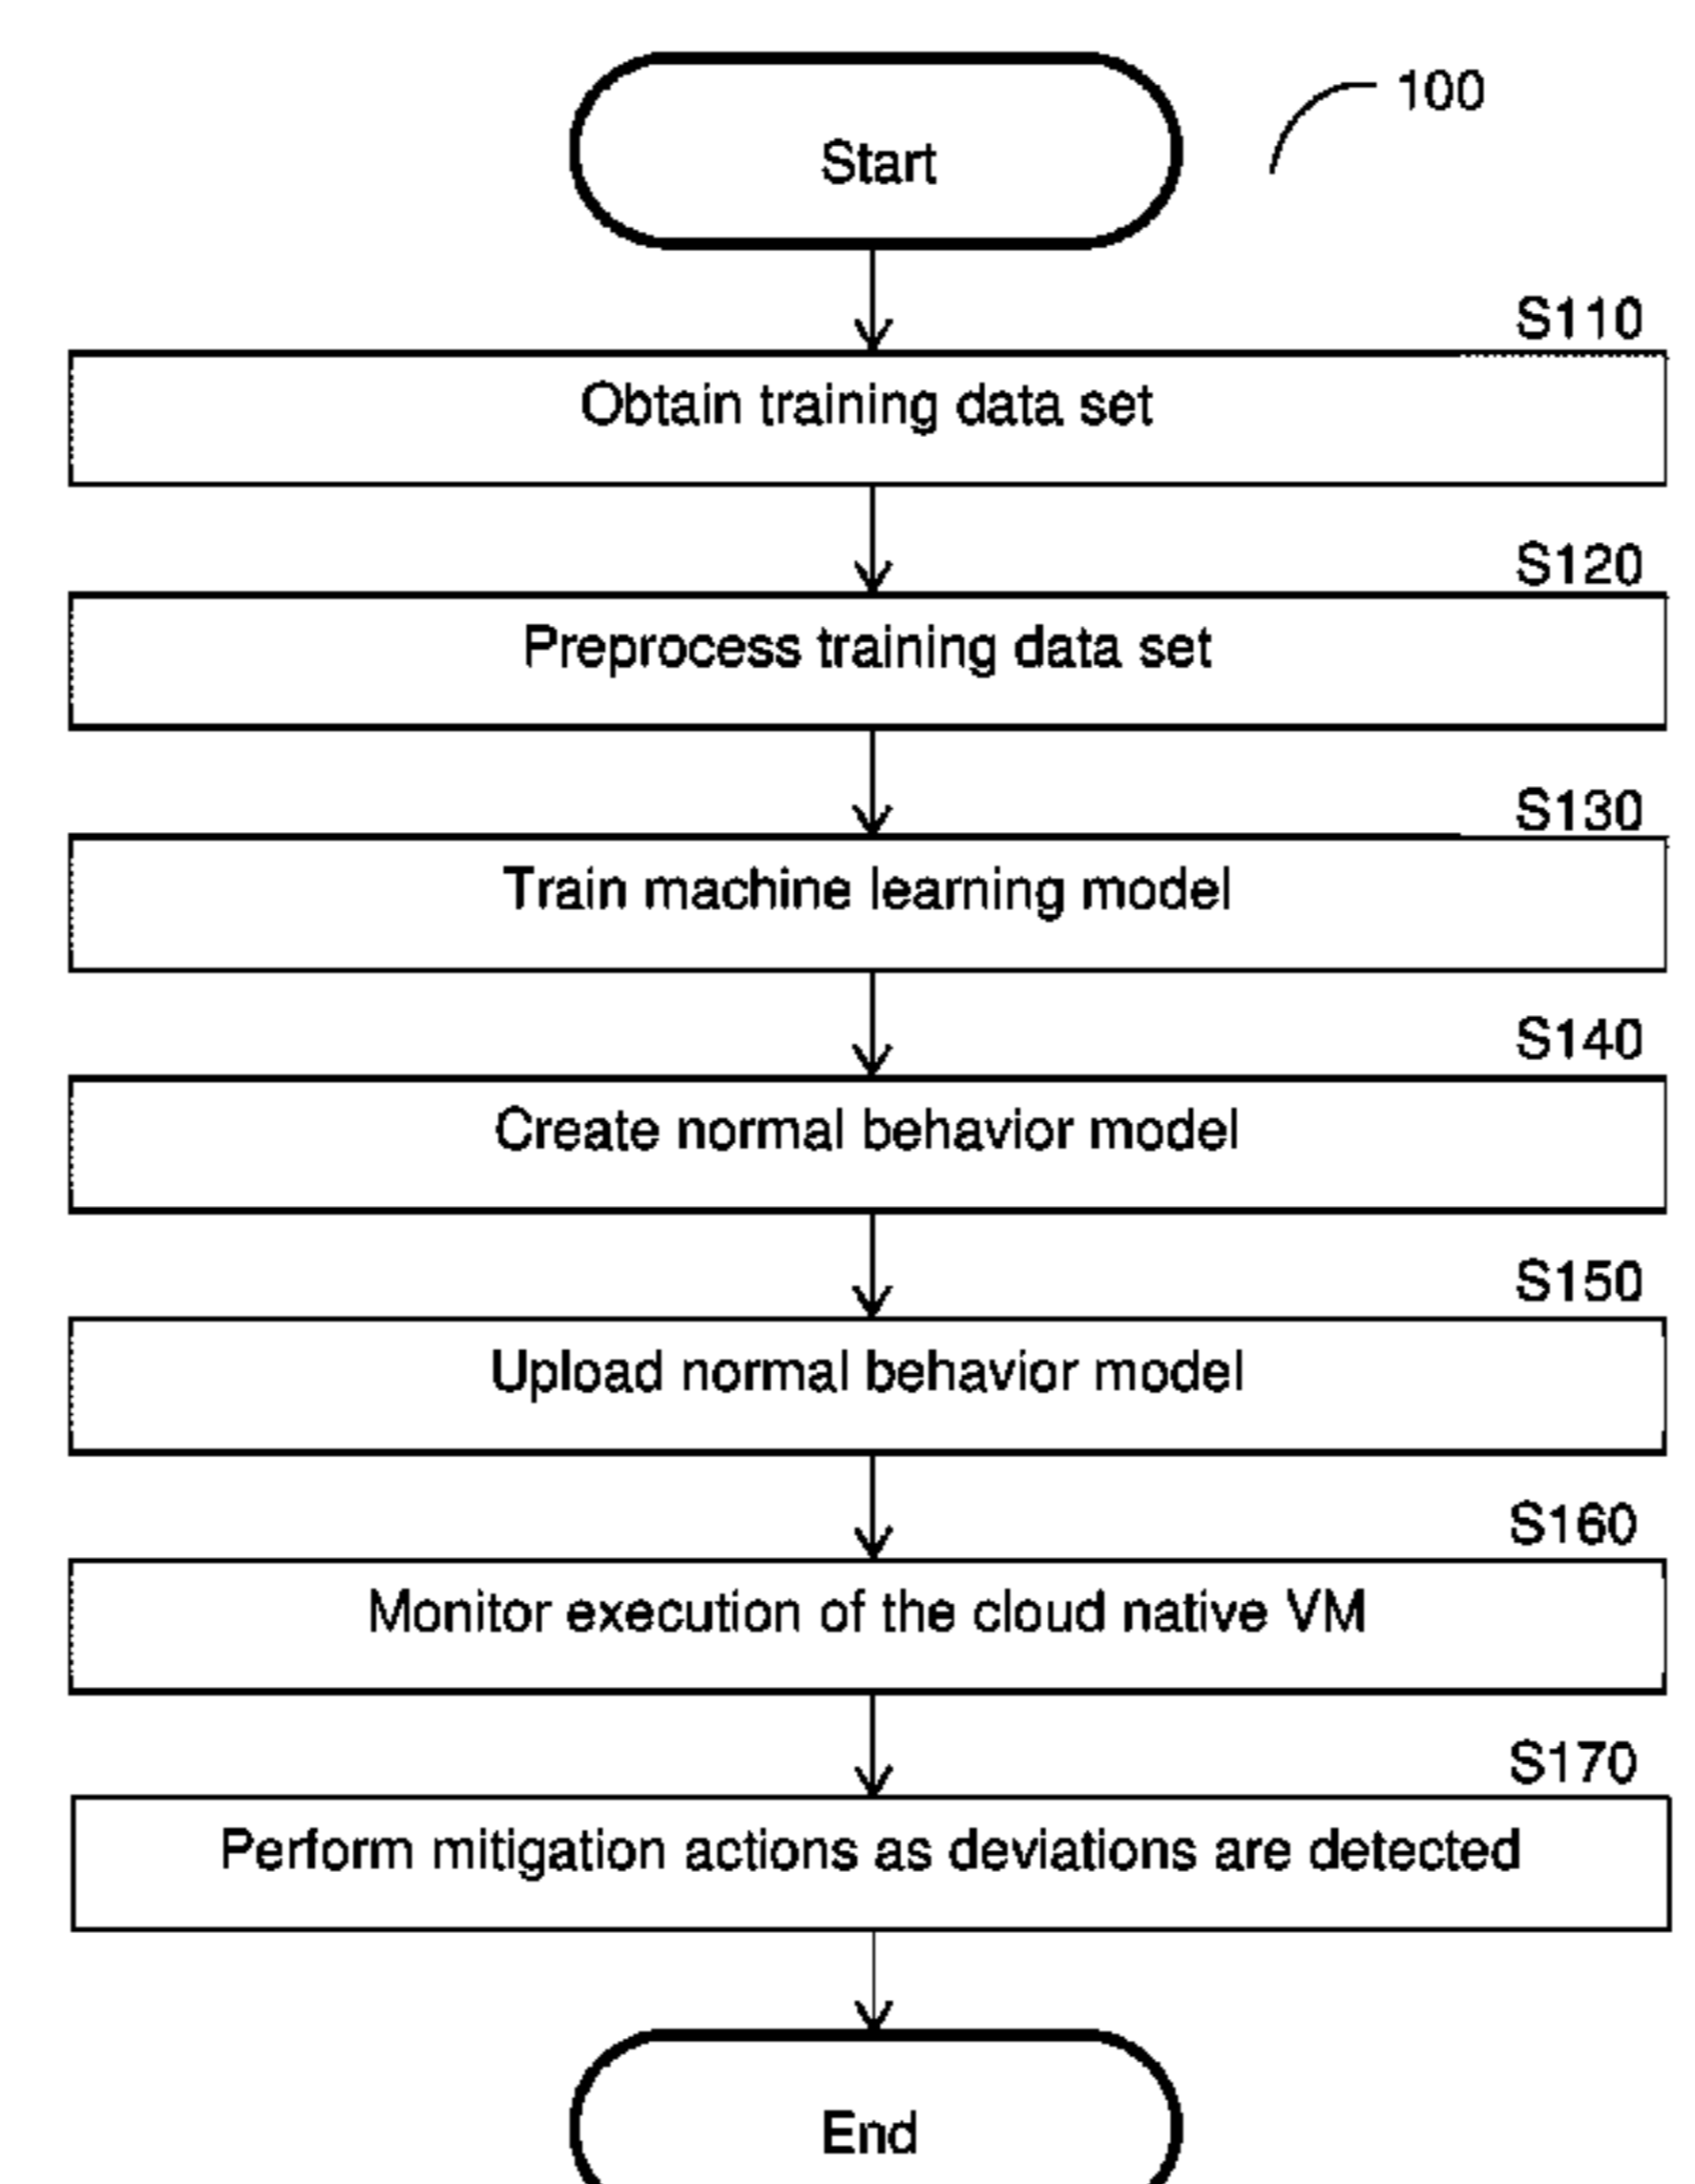 Start
100
S110
Obtain training data set
S120
Preprocess training data set
S130
Train machine learning model
S140
Create normal behavior model
S150
Upload normal behavior model
S160
Monitor execution of the cloud native VM
S170
Perform mitigation actions as deviations are detected
End